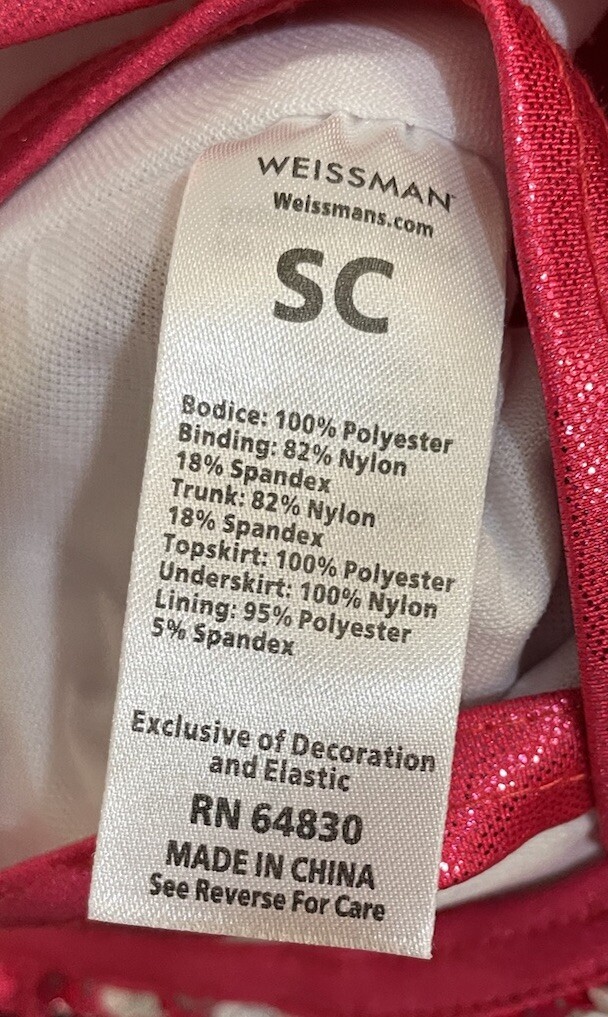 WEISSMAN
Weissmans.com
SC
Bodice: 100% Polyester
Binding: 82% Nylon
18% Spandex
Trunk: 82% Nylon
18% Spandex
Topskirt: 100% Polyester
Underskirt: 100% Nylon
Lining: 95% Polyester
5% Spandex
Exclusive of Decoration
and Elastic
RN 64830
MADE IN CHINA
See Reverse For Care